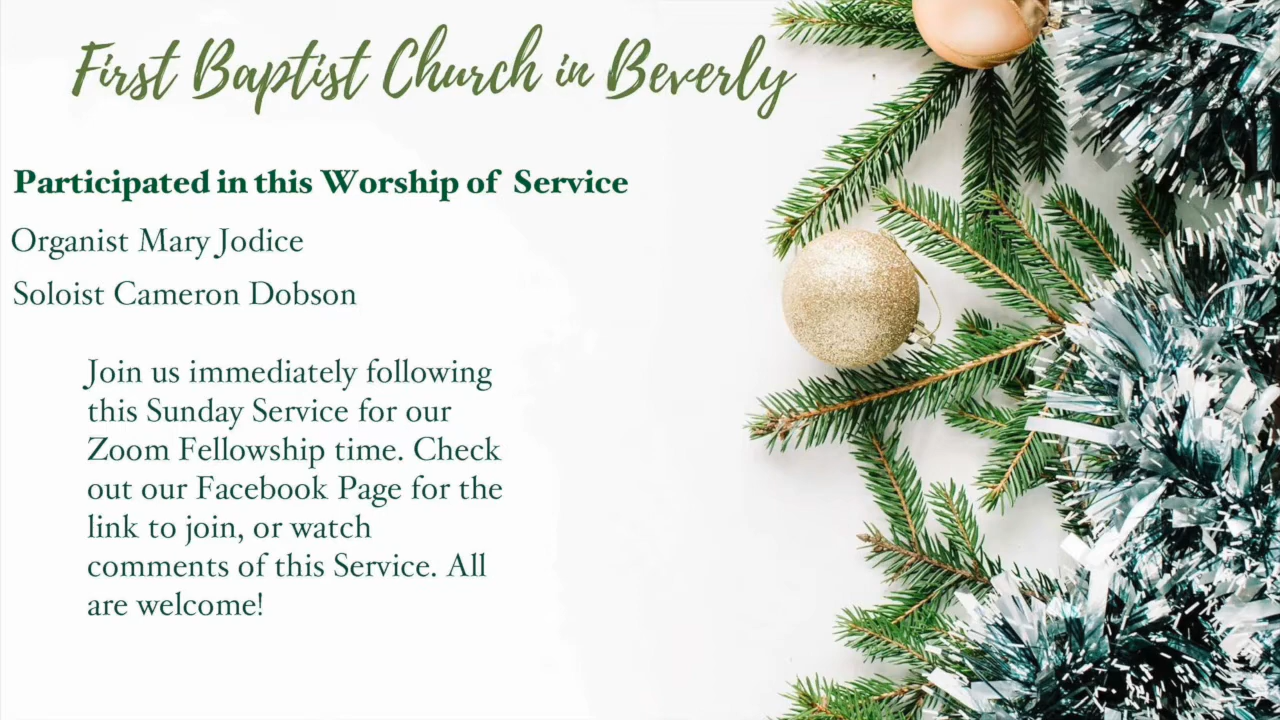 First Baptist Church in Beverly
Participated in this Worship of Service
Organist Mary Jodice
Soloist Cameron Dobson
Join us immediately following
this Sunday Service for our
Zoom Fellowship time. Check
out our Facebook Page for the
link to join, or watch
comments of this Service. All
are welcome!